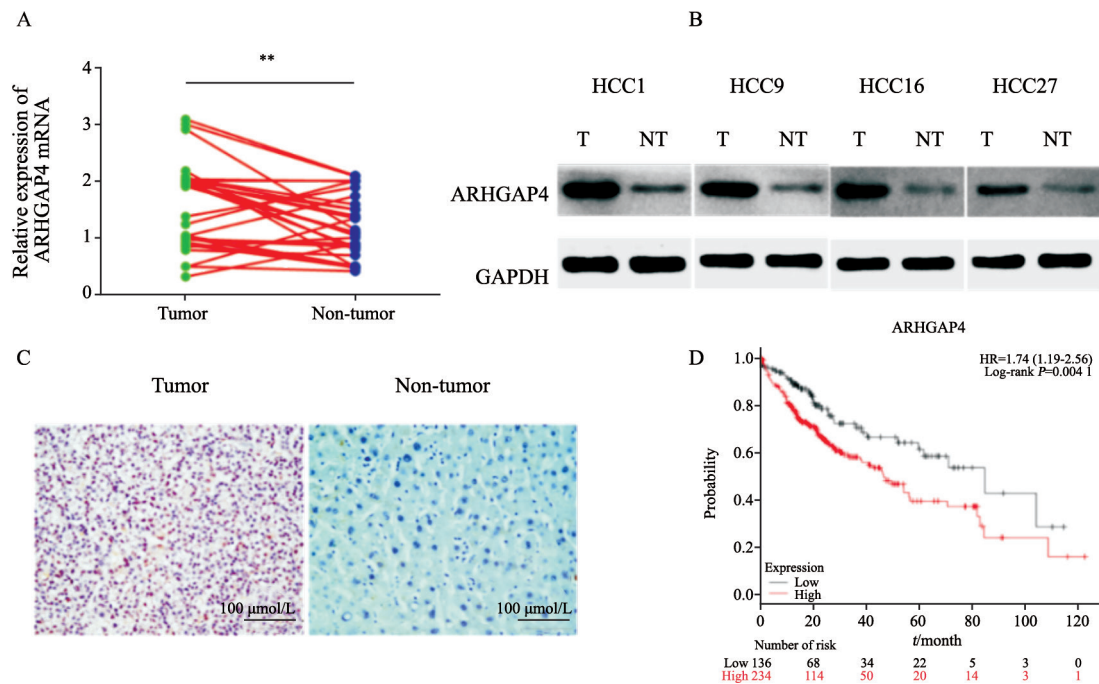 A
Relative expression of
ARHGAP4 mRNA
4
3
2
1
0
**
Tumor Non-tumor
B
HCC1 HCC9 HCC16 HCC27
T NT T NT T NT T NT
ARHGAP4
GAPDH
C
Tumor Non-tumor
100 μmol/L 100 μmol/L
D
ARHGAP4
HR=1.74 (1.19-2.56)
Log-rank P=0.004 1
Probability
1.0
0.8
0.6
0.4
0.2
0.0
Expression
Low
High
0 20 40 60 80 100 120
Number of risk t/month
Low 136 68 34 22 5 3 0
High 234 114 50 20 14 3 1